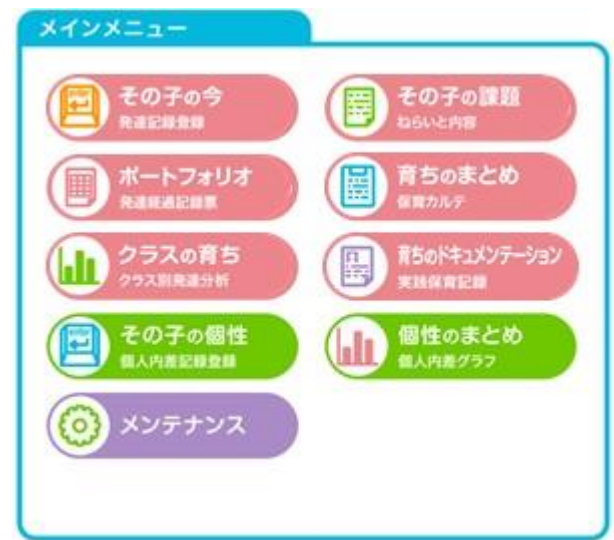 メインメニュー
その子の今
発達記録登録
その子の課題
ねらいと内容
ポートフォリオ
発達経過記録票
育ちのまとめ
保育カルテ
クラスの育ち
クラス別発達分析
育ちのドキュメンテーション
実践保育記録
その子の個性
個人内差記録登録
個性のまとめ
個人内差グラフ
メンテナンス